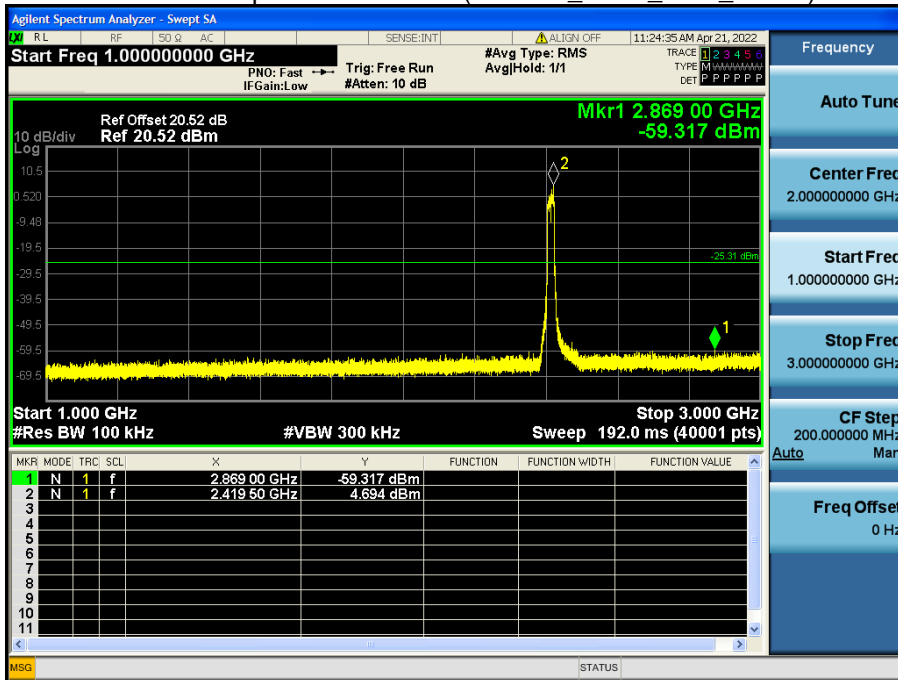 Agilent Spectrum Analyzer - Swept SA
LXI RL RF 50 Ω AC SENSE:INT ALIGN OFF 11:24:35 AM Apr 21, 2022
Start Freq 1.000000000 GHz
PNO: Fast
IFGain:Low
Trig: Free Run
#Atten: 10 dB
#Avg Type: RMS
Avg|Hold: 1/1
TRACE 1 2 3 4 5 6
TYPE M WWWWW
DET P P P P P P
Mkr1 2.869 00 GHz
-59.317 dBm
Ref Offset 20.52 dB
10 dB/div Ref 20.52 dBm
Log
10.5
0.520
-9.48
-19.5
-29.5
-39.5
-49.5
-59.5
-69.5
2
-25.31 dBm
1
Start 1.000 GHz Stop 3.000 GHz
#Res BW 100 kHz #VBW 300 kHz Sweep 192.0 ms (40001 pts)
MKR MODE TRC SCL X Y FUNCTION FUNCTION WIDTH FUNCTION VALUE
1 N 1 f 2.869 00 GHz -59.317 dBm
2 N 1 f 2.419 50 GHz 4.694 dBm
3
4
5
6
7
8
9
10
11
MSG STATUS
Frequency
Auto Tune
Center Freq
2.000000000 GHz
Start Freq
1.000000000 GHz
Stop Freq
3.000000000 GHz
CF Step
200.000000 MHz
Auto Man
Freq Offset
0 Hz